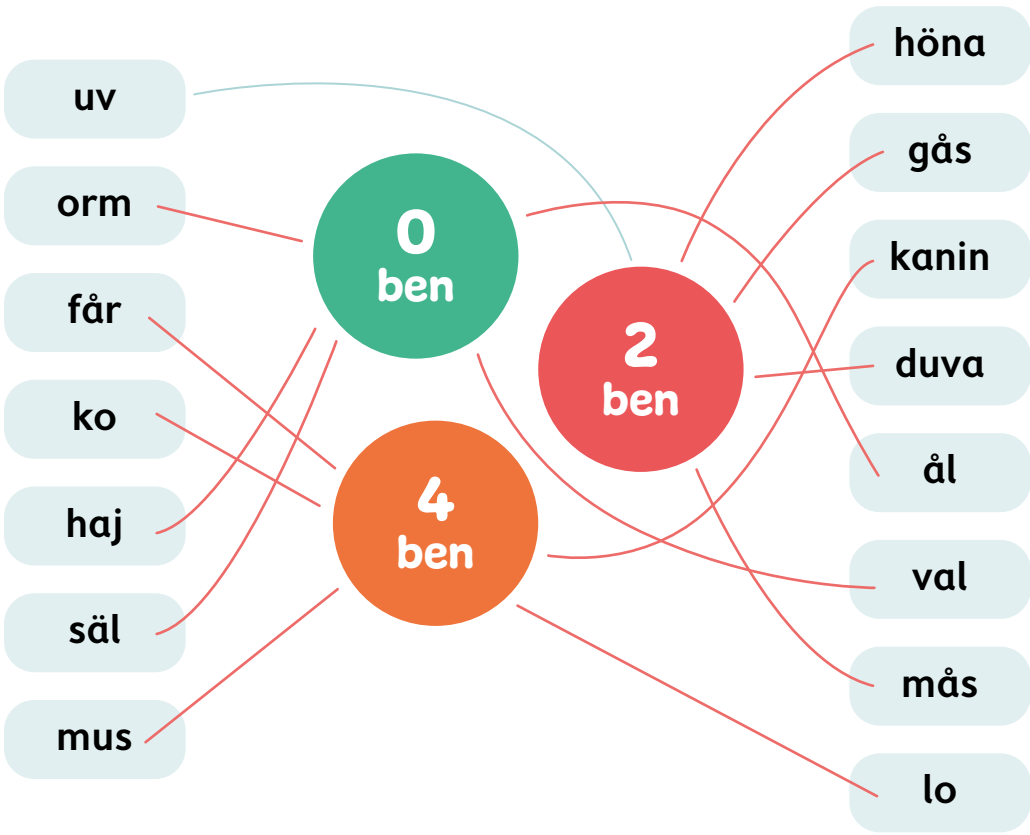 uv
orm
får
ko
haj
säl
mus
0
ben
2
ben
4
ben
höna
gås
kanin
duva
ål
val
mås
lo